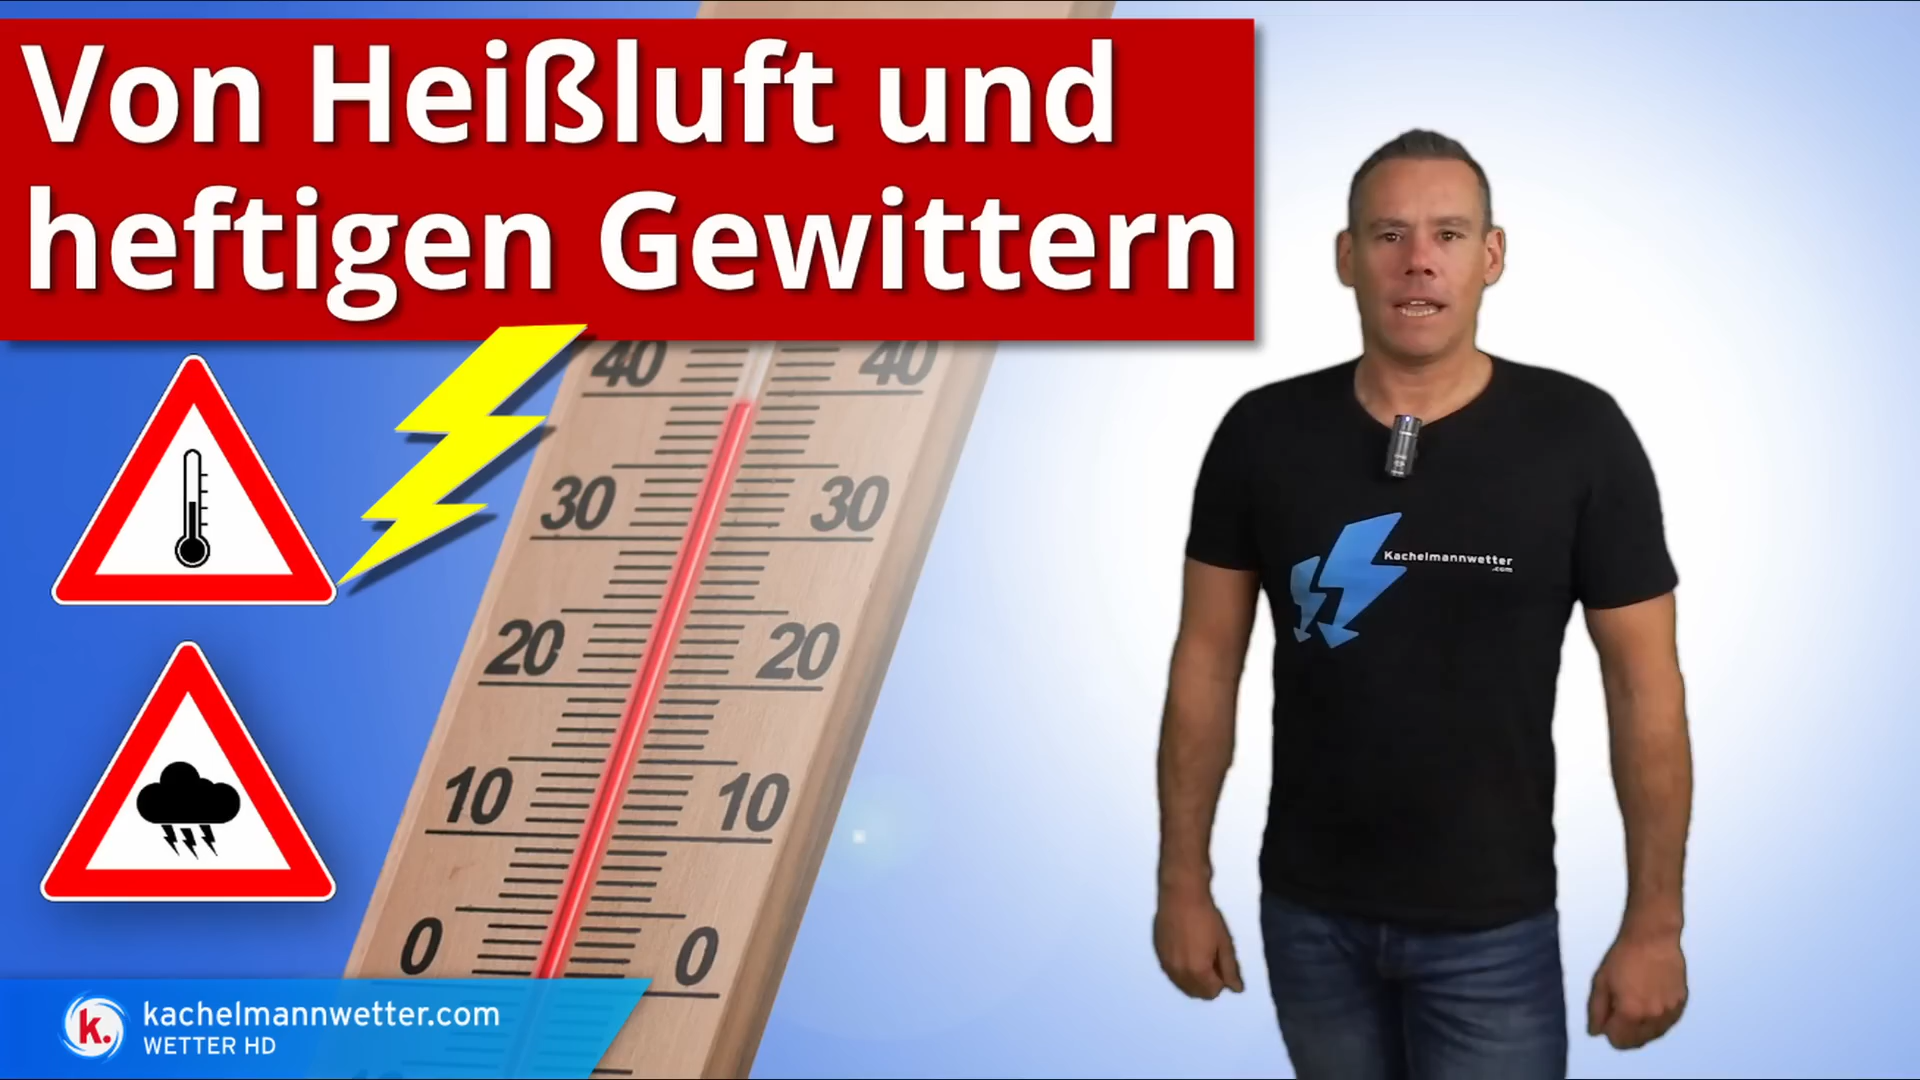 Von Heißluft und
heftigen Gewittern
40 40
30 30
20 20
10 10
0 0
Kachelmannwetter
.com
k.
kachelmannwetter.com
WETTER HD